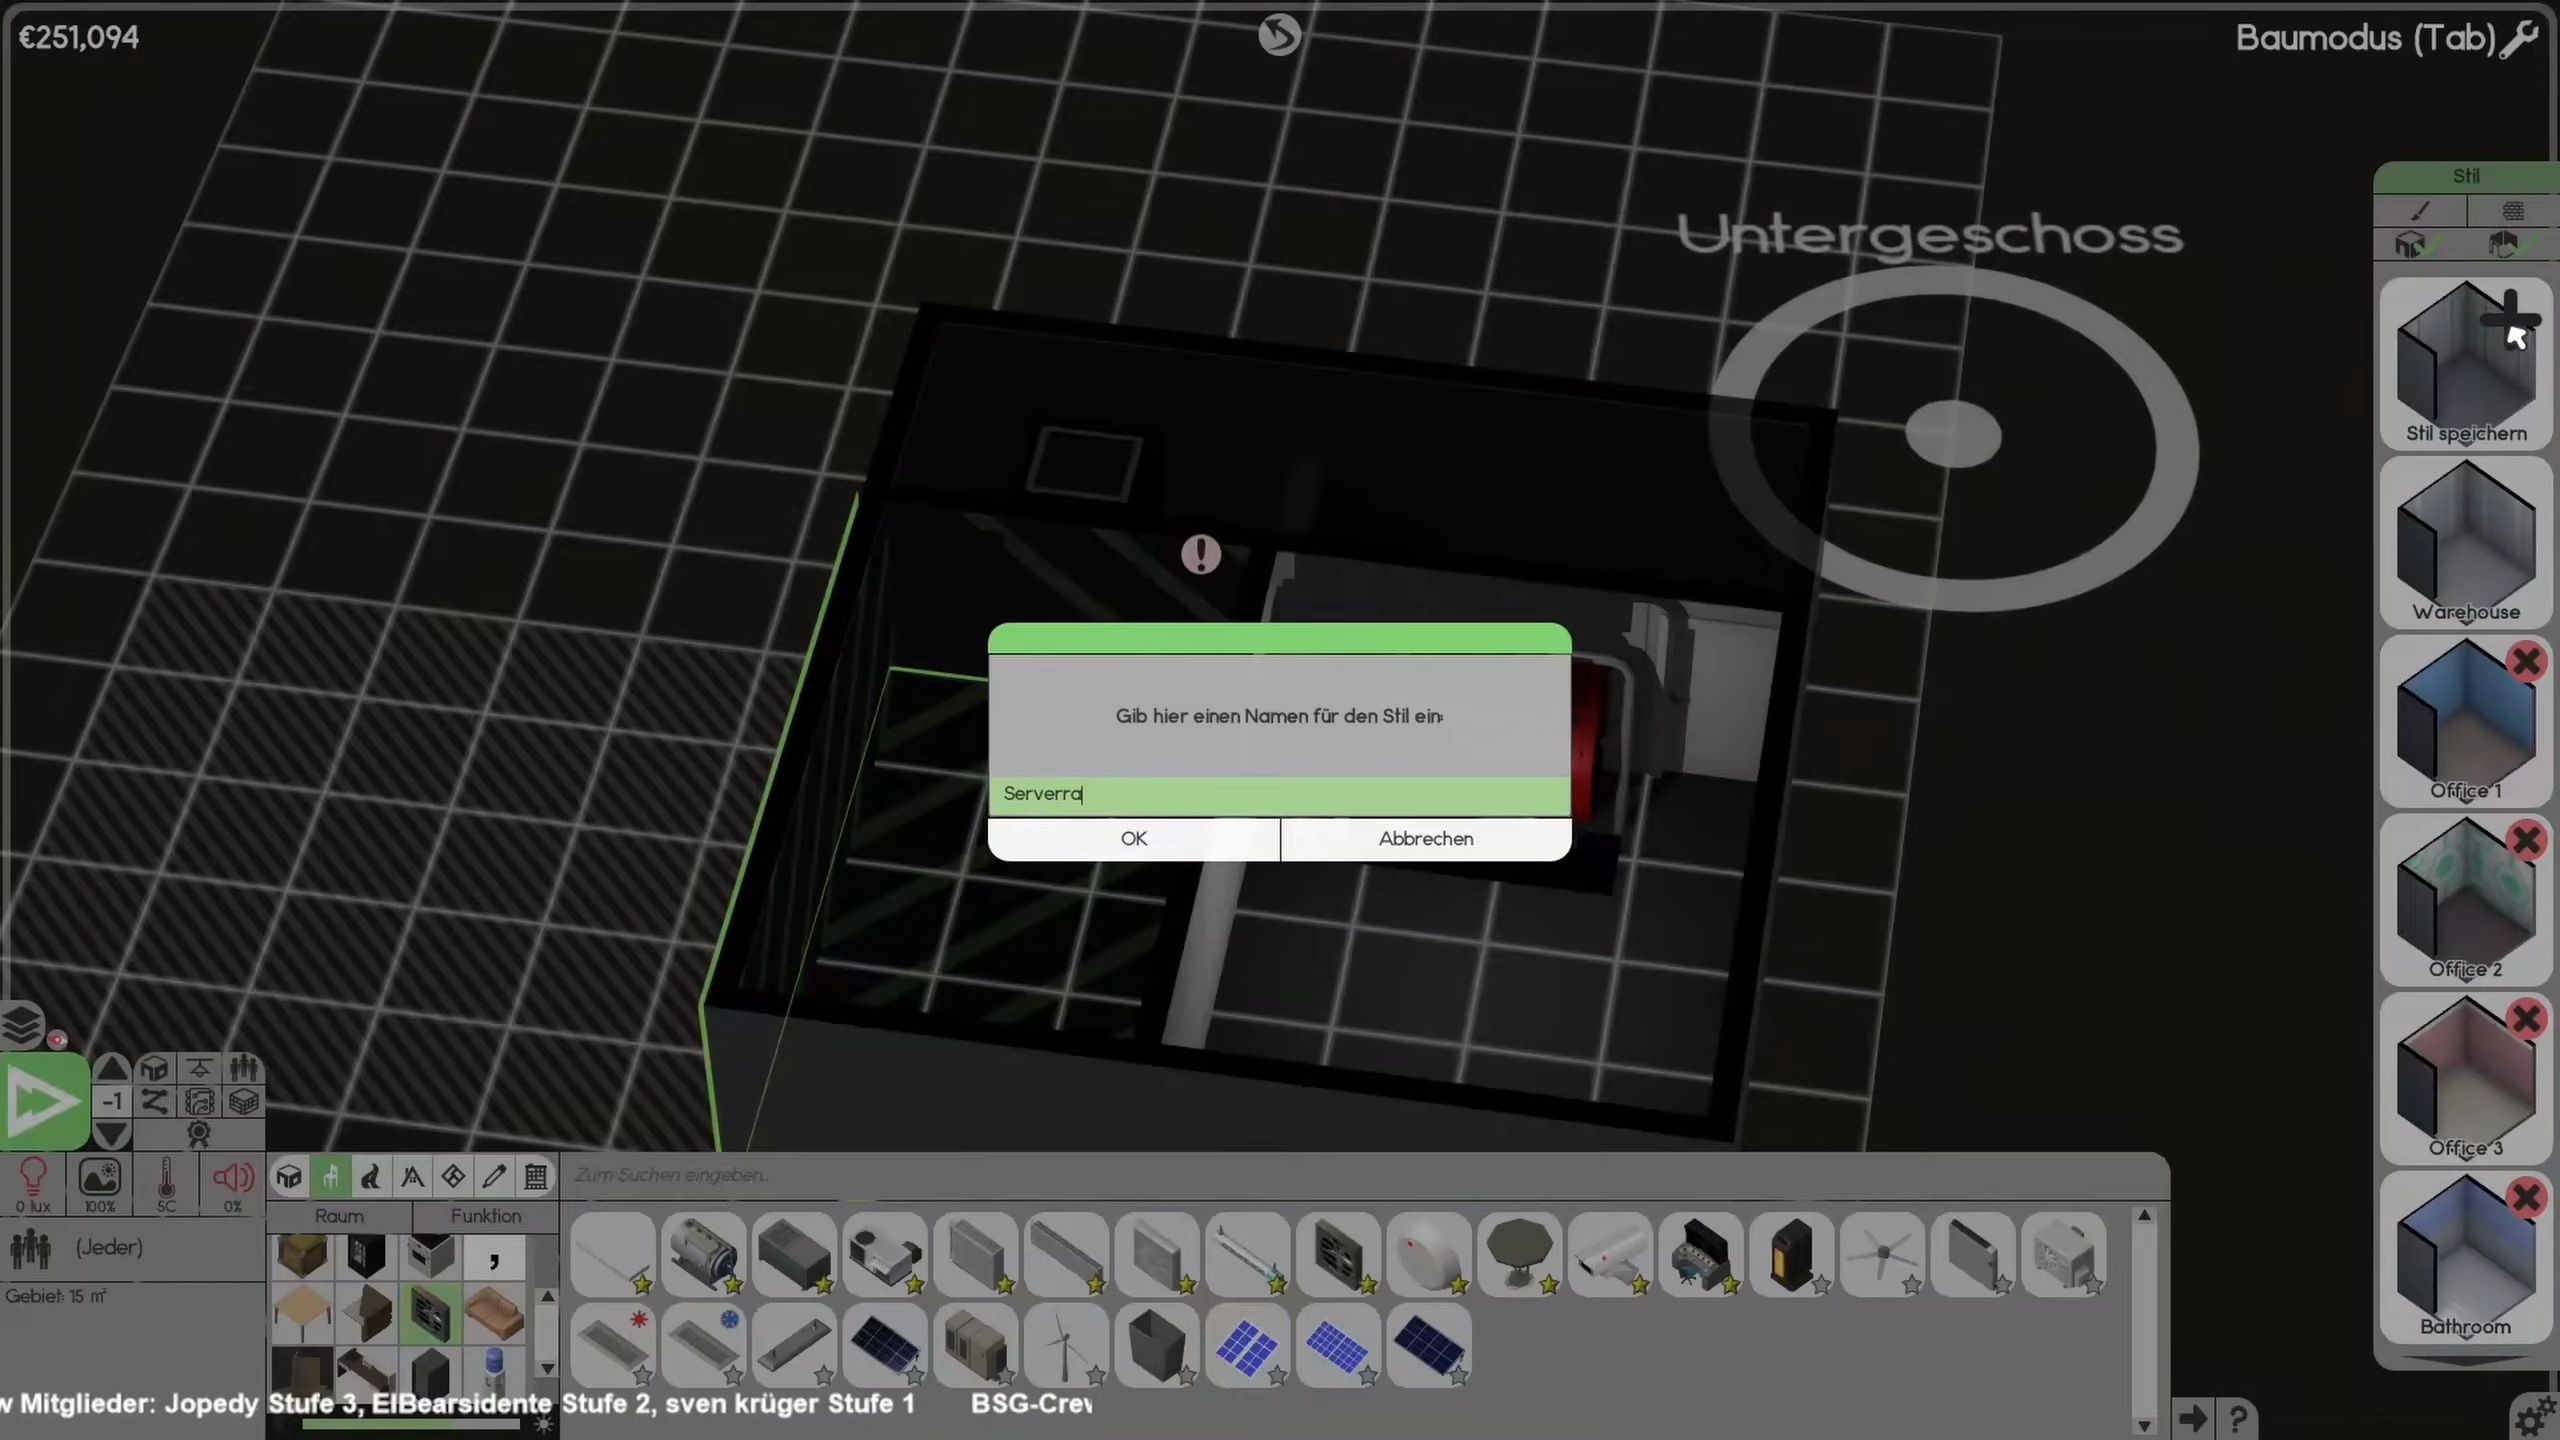 €251,094
Baumodus (Tab)
Stil
Untergeschoss
Stil speichern
Warehouse
Office 1
Office 2
Office 3
Bathroom
Gib hier einen Namen für den Stil ein:
Serverra
OK
Abbrechen
-1
0 lux
100%
5C
0%
Zum Suchen eingeben..
Raum
Funktion
(Jeder)
Gebiet: 15 m²
w Mitglieder: Jopedy Stufe 3, ElBearsidente Stufe 2, sven krüger Stufe 1 BSG-Crew
?